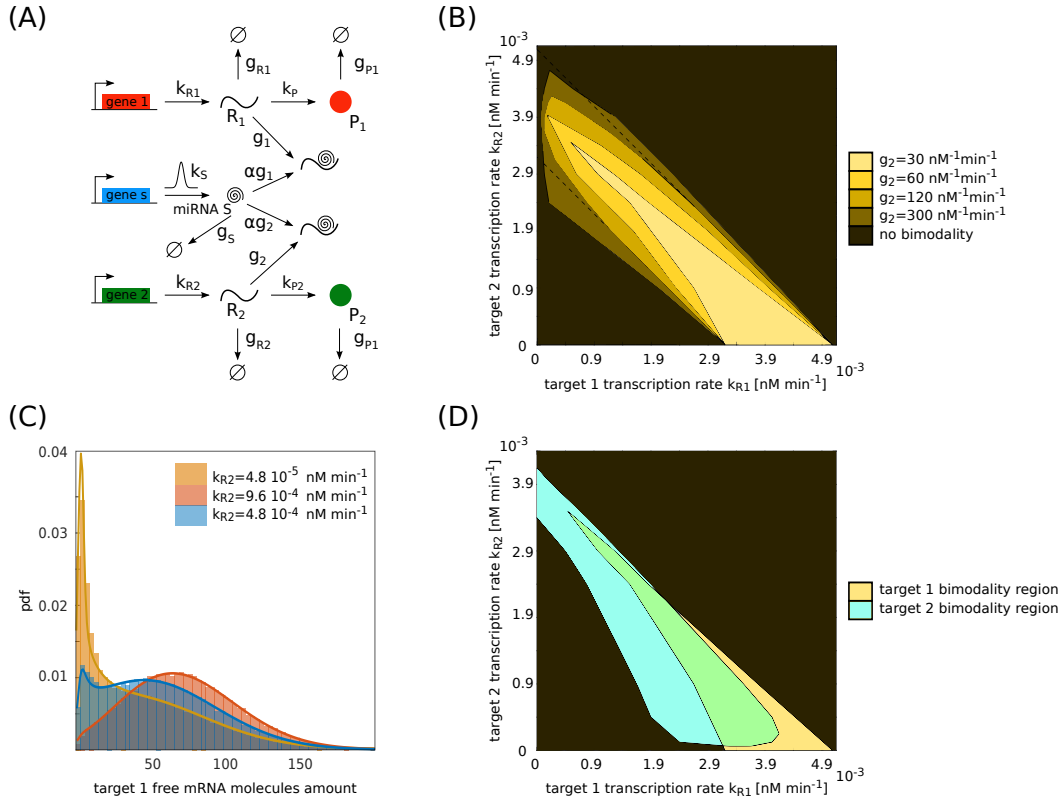 (A)
∅
∅
g_R1
g_P1
gene 1
k_R1
R_1
k_P
P_1
g_1
gene s
k_S
miRNA S
αg_1
αg_2
g_S
∅
g_2
gene 2
k_R2
R_2
k_P2
P_2
g_R2
g_P1
∅
∅
(B)
10^-3
4.9
3.9
2.9
1.9
0.9
0
target 2 transcription rate k_R2 [nM min^-1]
0 0.9 1.9 2.9 3.9 4.9
10^-3
target 1 transcription rate k_R1 [nM min^-1]
g_2=30 nM^-1min^-1
g_2=60 nM^-1min^-1
g_2=120 nM^-1min^-1
g_2=300 nM^-1min^-1
no bimodality
(C)
0.04
0.03
0.02
0.01
0
pdf
k_R2=4.8 10^-5 nM min^-1
k_R2=9.6 10^-4 nM min^-1
k_R2=4.8 10^-4 nM min^-1
50 100 150
target 1 free mRNA molecules amount
(D)
10^-3
3.9
2.9
1.9
0.9
0
target 2 transcription rate k_R2 [nM min^-1]
0 0.9 1.9 2.9 3.9 4.9
10^-3
target 1 transcription rate k_R1 [nM min^-1]
target 1 bimodality region
target 2 bimodality region